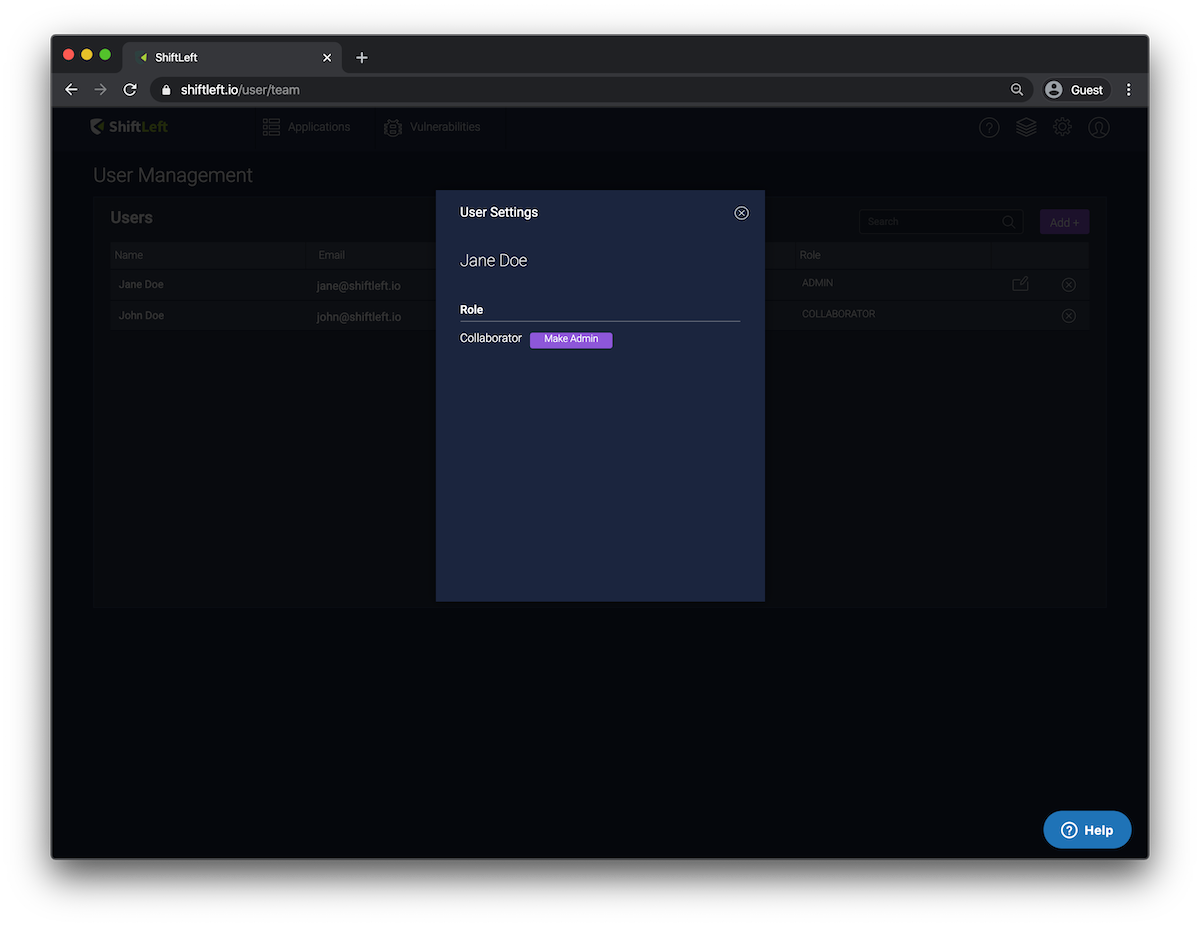 ShiftLeft
shiftleft.io/user/team
Guest
ShiftLeft
Applications
Vulnerabilities
User Management
Users
Search
Add +
Name
Email
Role
Jane Doe
jane@shiftleft.io
ADMIN
John Doe
john@shiftleft.io
COLLABORATOR
User Settings
Jane Doe
Role
Collaborator
Make Admin
Help